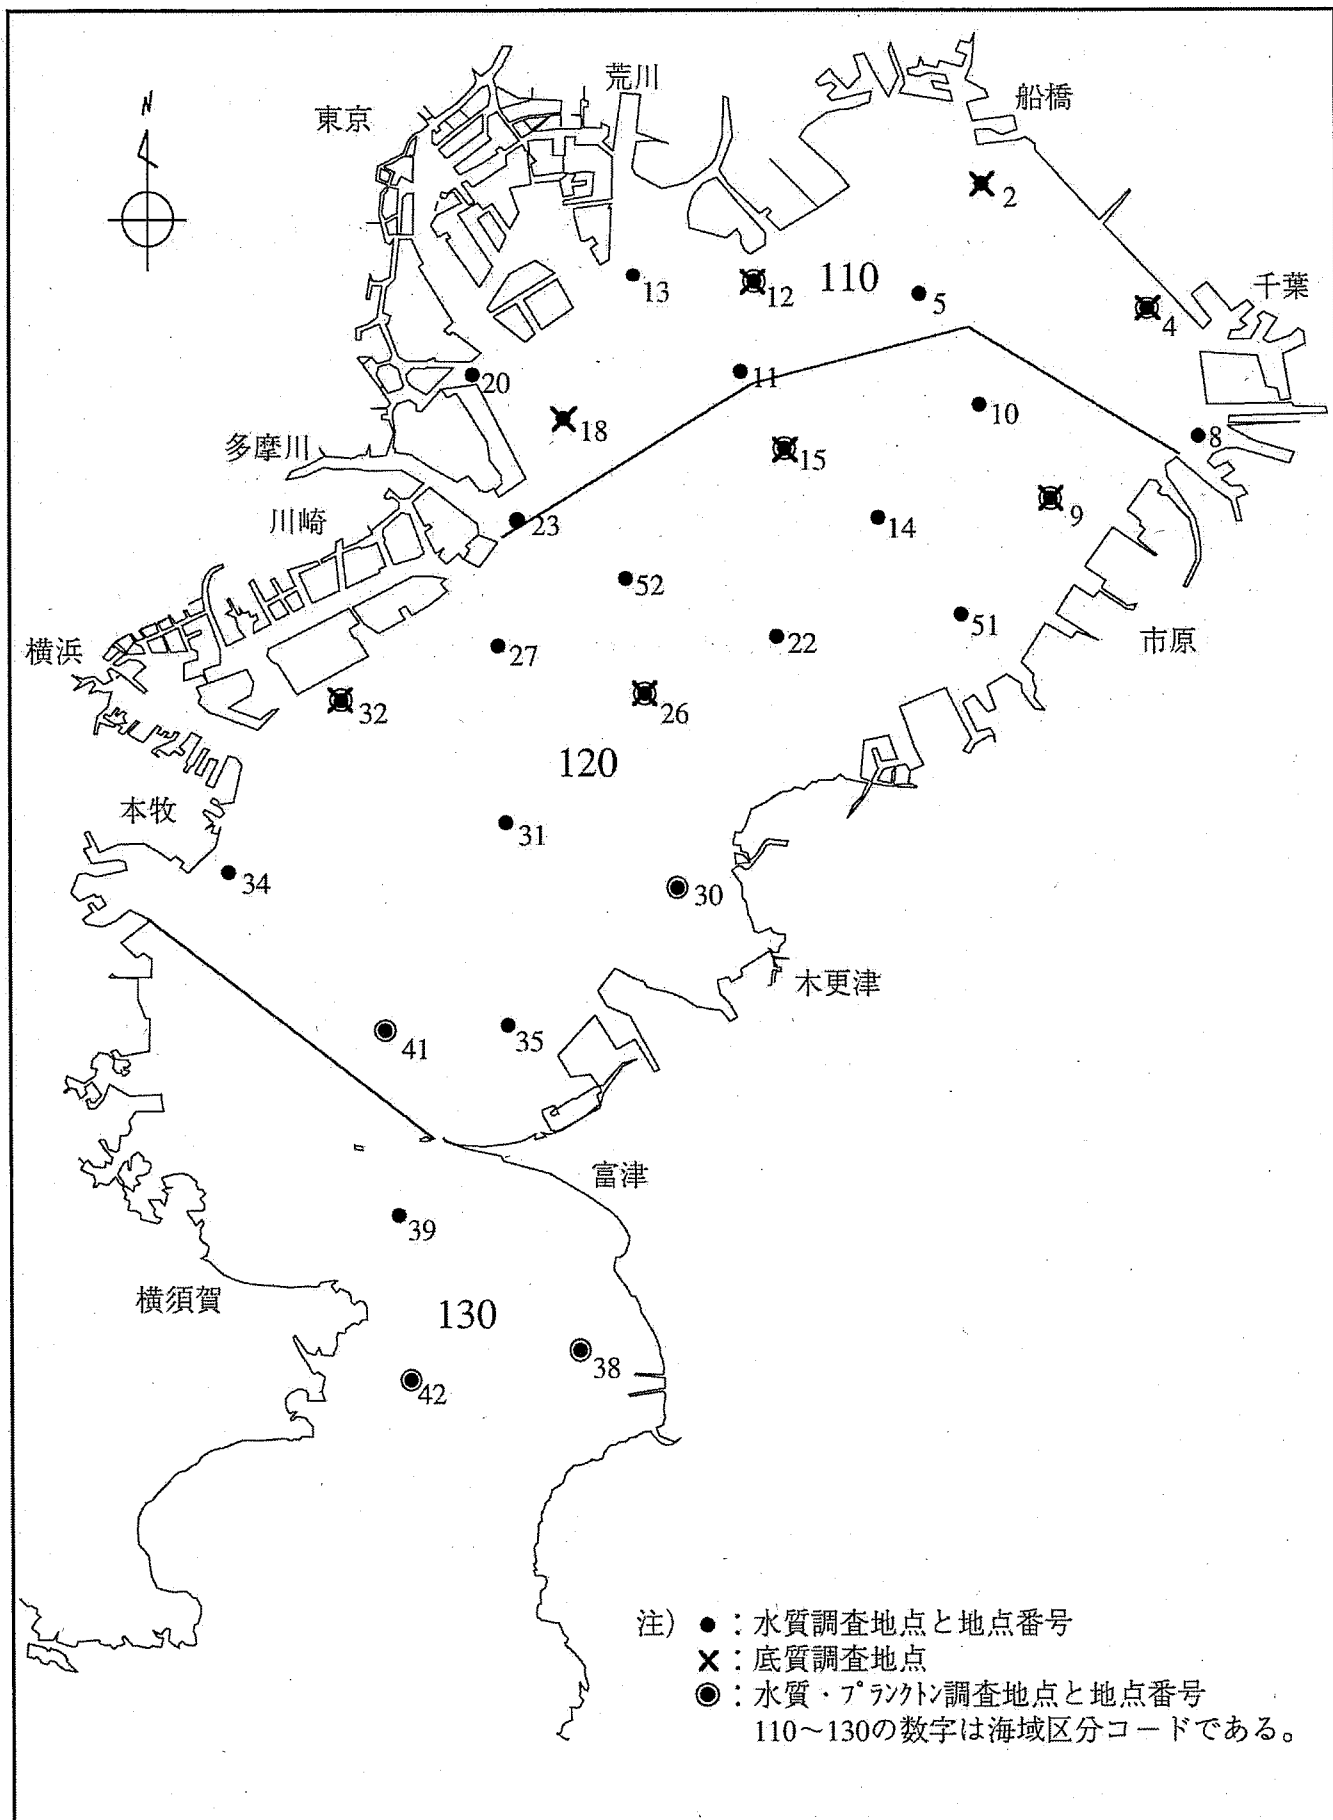 荒川
船橋
東京
N
2
13
12
110
5
千葉
4
20
11
10
18
8
多摩川
15
9
川崎
23
14
52
51
22
市原
横浜
27
32
26
120
本牧
31
34
30
木更津
41
35
富津
39
横須賀
130
38
42
注) ● : 水質調査地点と地点番号
× : 底質調査地点
◉ : 水質・プランクトン調査地点と地点番号
110～130の数字は海域区分コードである。